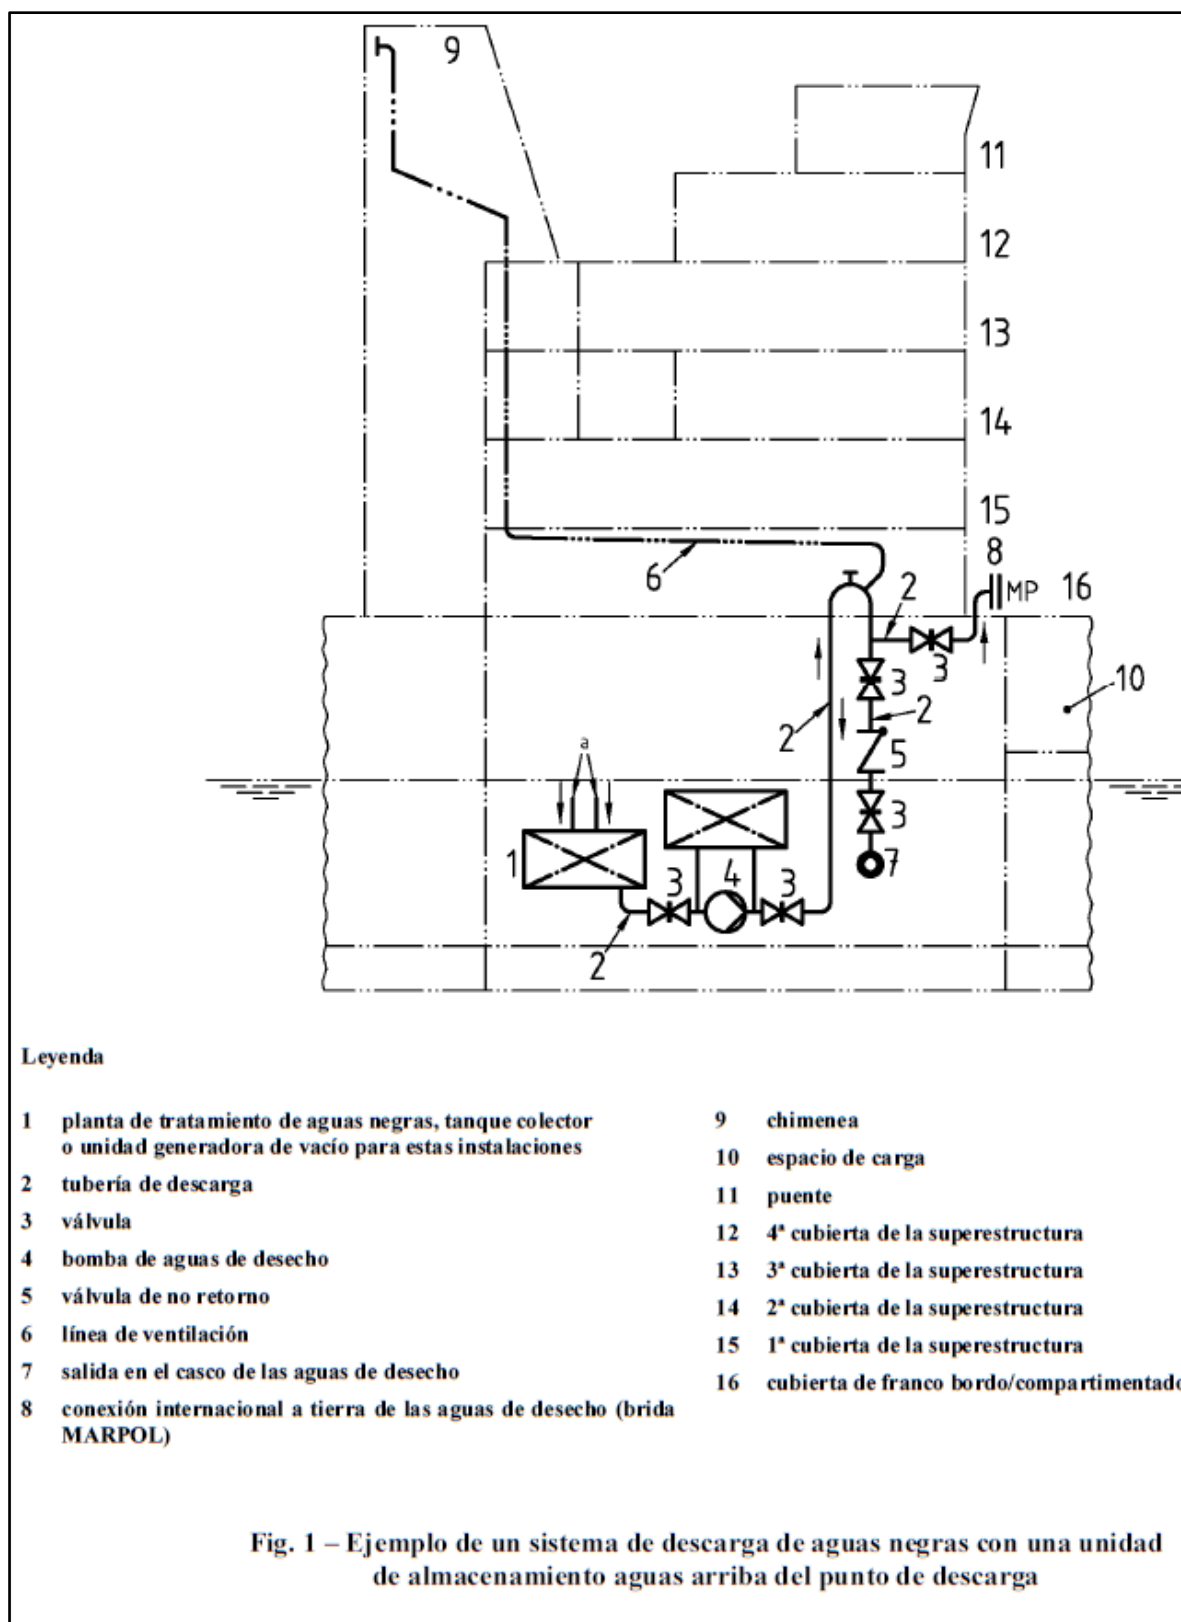 9
11
12
13
14
15
8
6
2
MP
16
3
3
10
2
2
5
a
3
1
3
4
3
7
2
Leyenda
1 planta de tratamiento de aguas negras, tanque colector
o unidad generadora de vacío para estas instalaciones
2 tubería de descarga
3 válvula
4 bomba de aguas de desecho
5 válvula de no retorno
6 línea de ventilación
7 salida en el casco de las aguas de desecho
8 conexión internacional a tierra de las aguas de desecho (brida
MARPOL)
9 chimenea
10 espacio de carga
11 puente
12 4ª cubierta de la superestructura
13 3ª cubierta de la superestructura
14 2ª cubierta de la superestructura
15 1ª cubierta de la superestructura
16 cubierta de franco bordo/compartimentado
Fig. 1 – Ejemplo de un sistema de descarga de aguas negras con una unidad
de almacenamiento aguas arriba del punto de descarga